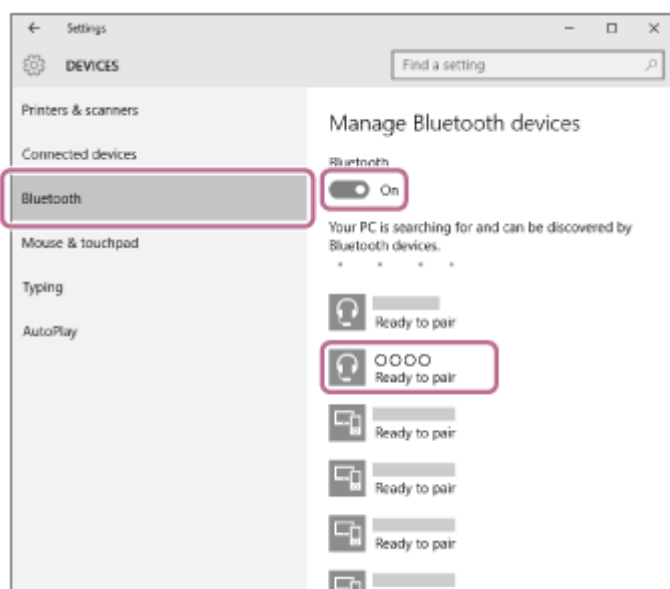 Settings
DEVICES
Find a setting
Printers & scanners
Connected devices
Bluetooth
Mouse & touchpad
Typing
AutoPlay
Manage Bluetooth devices
Bluetooth
On
Your PC is searching for and can be discovered by
Bluetooth devices.
Ready to pair
OOOO
Ready to pair
Ready to pair
Ready to pair
Ready to pair